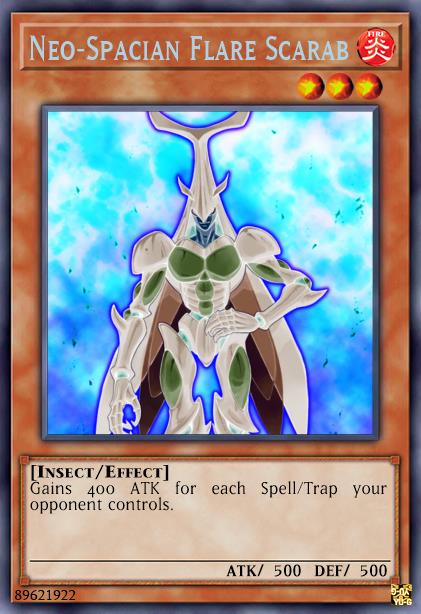 Neo-Spacian Flare Scarab
FIRE
炎
[Insect/Effect]
Gains 400 ATK for each Spell/Trap your
opponent controls.
ATK/ 500 DEF/ 500
89621922